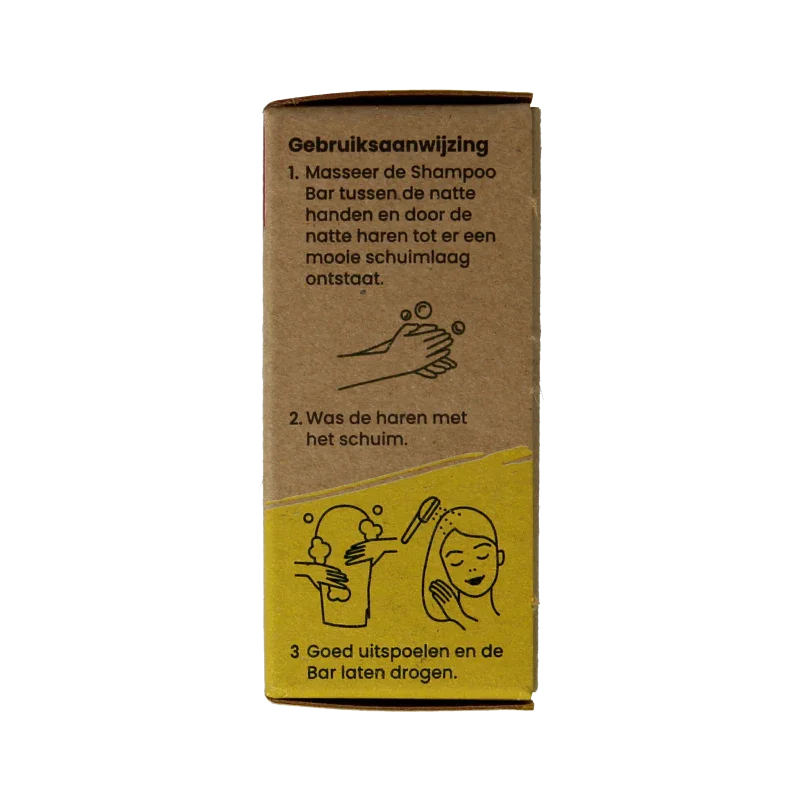 Gebruiksaanwijzing
1. Masseer de Shampoo
Bar tussen de natte
handen en door de
natte haren tot er een
mooie schuimlaag
ontstaat.
2. Was de haren met
het schuim.
3 Goed uitspoelen en de
Bar laten drogen.